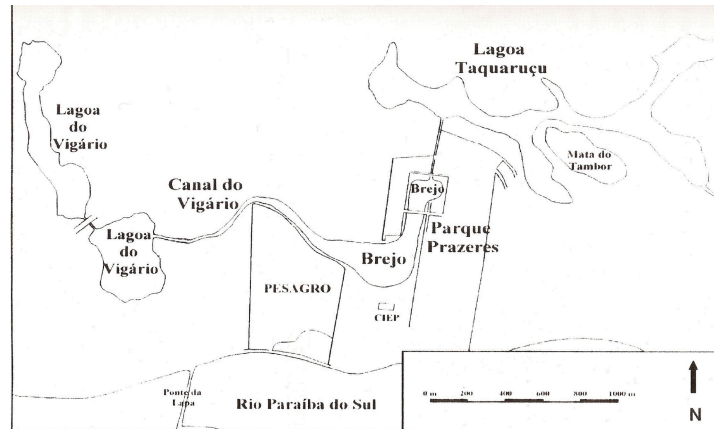 Lagoa
Taquaruçu
Lagoa
do
Vigário
Mata do
Tambor
Canal do
Vigário
Brejo
Lagoa
do
Vigário
Parque
Prazeres
Brejo
PESAGRO
CIEP
Ponte da
Lapa
Rio Paraíba do Sul
0 m 200 400 600 800 1000 m
N